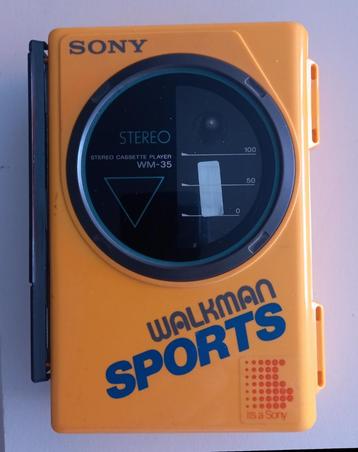 SONY
STEREO
STEREO CASSETTE PLAYER
WM-35
100
50
0
WALKMAN
SPORTS
It's a Sony